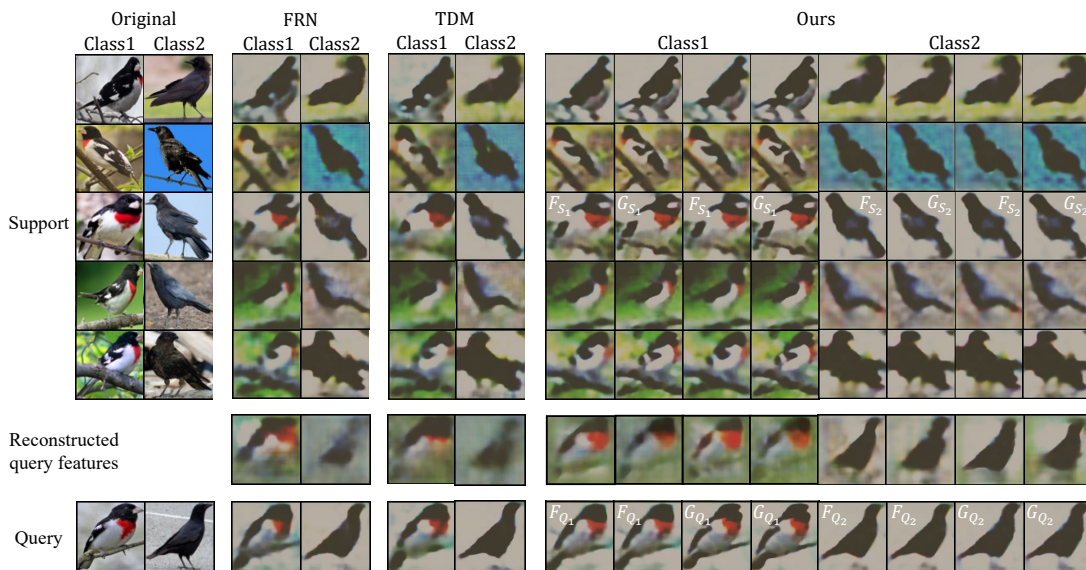 Original FRN TDM Ours
Class1 Class2 Class1 Class2 Class1 Class2 Class1 Class2
Support
F_{S_1} G_{S_1} F_{S_1} G_{S_1} F_{S_2} G_{S_2} F_{S_2} G_{S_2}
Reconstructed
query features
Query
F_{Q_1} F_{Q_1} G_{Q_1} G_{Q_1} F_{Q_2} F_{Q_2} G_{Q_2} G_{Q_2}